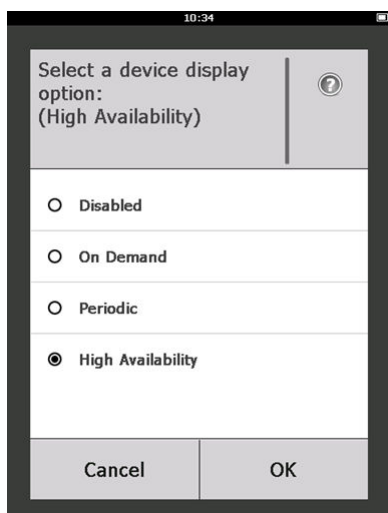 10:34
Select a device display
option:
(High Availability)
?
Disabled
On Demand
Periodic
High Availability
Cancel
OK